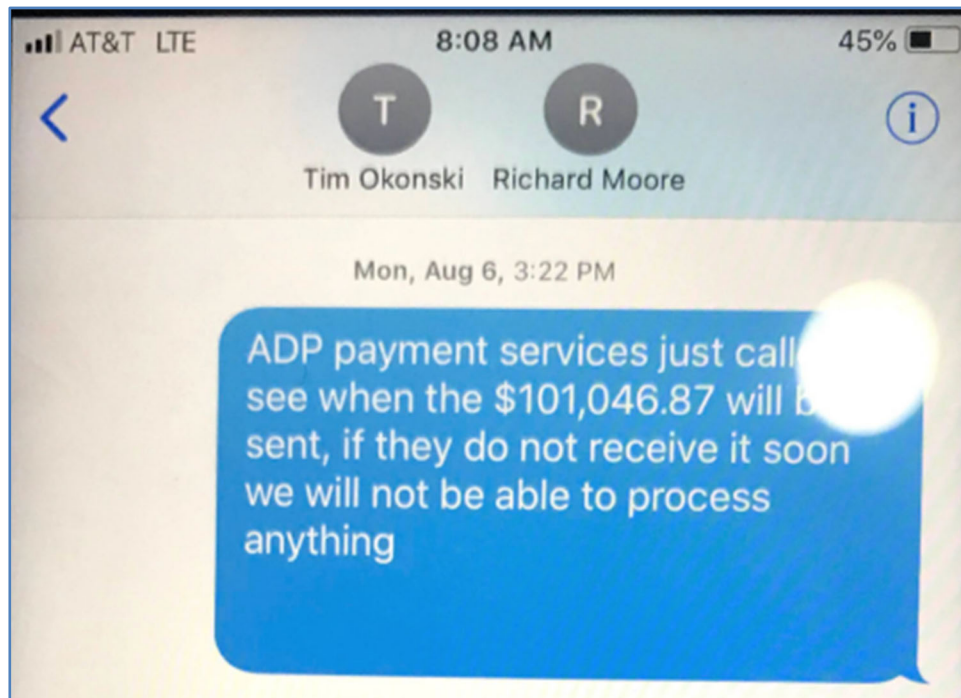 AT&T LTE 8:08 AM 45%
T R
i
Tim Okonski Richard Moore
Mon, Aug 6, 3:22 PM
ADP payment services just call
see when the $101,046.87 will
sent, if they do not receive it soon
we will not be able to process
anything